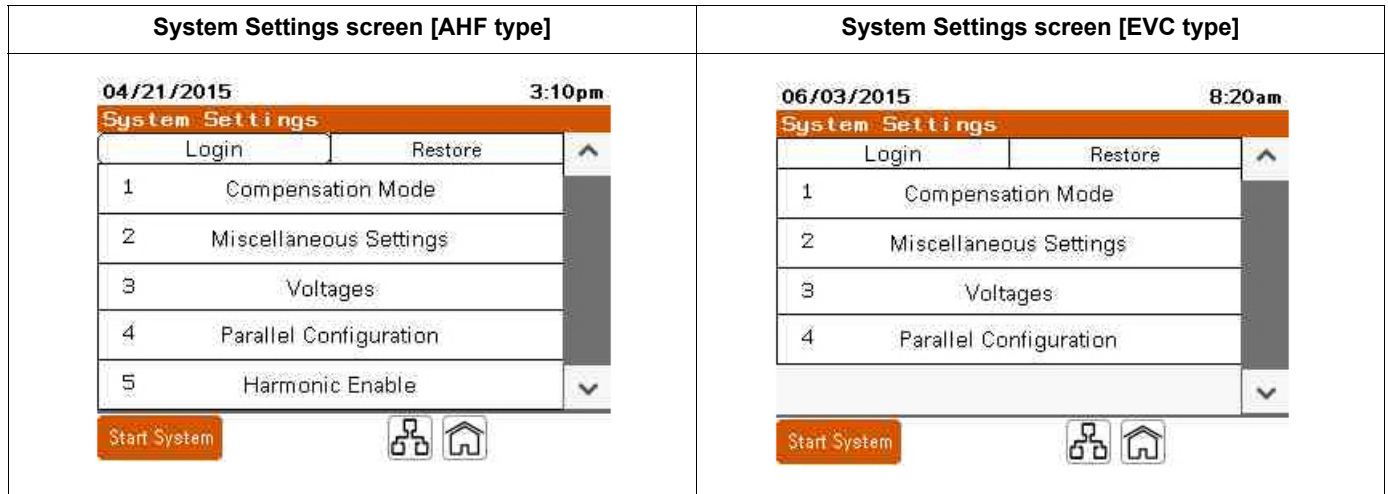 System Settings screen [AHF type]
System Settings screen [EVC type]
04/21/2015 3:10pm
System Settings
Login Restore
1 Compensation Mode
2 Miscellaneous Settings
3 Voltages
4 Parallel Configuration
5 Harmonic Enable
Start System
06/03/2015 8:20am
System Settings
Login Restore
1 Compensation Mode
2 Miscellaneous Settings
3 Voltages
4 Parallel Configuration
Start System